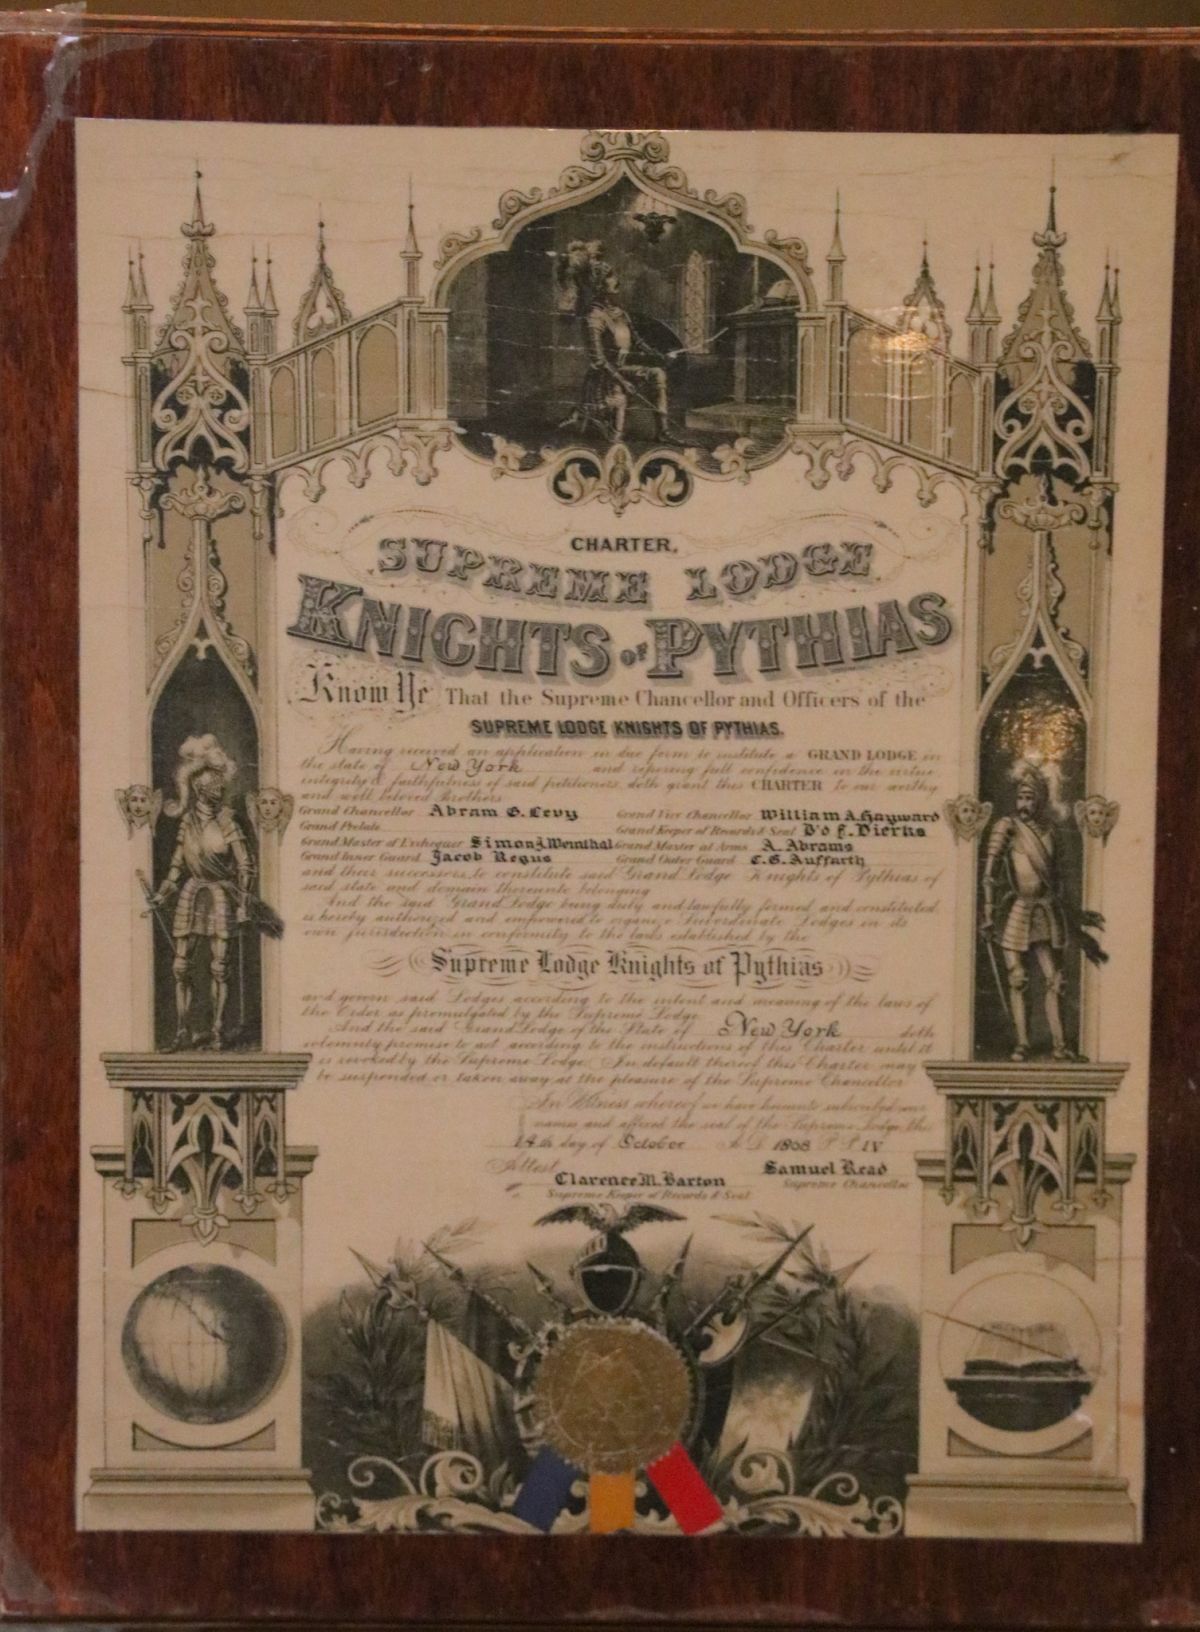 CHARTER,
SUPREME LODGE
KNIGHTS OF PYTHIAS
Know Ye That the Supreme Chancellor and Officers of the
SUPREME LODGE KNIGHTS OF PYTHIAS.
Having received an application in due form to institute a GRAND LODGE in
the state of New York and reposing full confidence in the virtue
integrity & faithfulness of said petitioners, doth grant this CHARTER to our worthy
and well beloved Brothers
Grand Chancellor Abram G. Levy Grand Vice Chancellor William A. Hayward
Grand Prelate Grand Keeper of Records & Seal Dierks
Grand Master of Exchequer Simon J. Weinthal Grand Master at Arms A. Abrams
Grand Inner Guard Jacob Regus Grand Outer Guard C. G. Auffarth
and their successors, to constitute said Grand Lodge Knights of Pythias of
said state and domain thereunto belonging
And the said Grand Lodge being duly and lawfully formed and constituted
is hereby authorized and empowered to organize Subordinate Lodges in its
own jurisdiction in conformity to the laws established by the
Supreme Lodge Knights of Pythias
and govern said Lodges according to the intent and meaning of the laws of
the Order as promulgated by the Supreme Lodge
And the said Grand Lodge of the State of New York doth
solemnly promise to act according to the instructions of this Charter until it
is revoked by the Supreme Lodge. In default thereof this Charter may
be suspended or taken away at the pleasure of the Supreme Chancellor
In Witness whereof we have hereunto subscribed our
names and affixed the seal of the Supreme Lodge this
14th day of October A D 1868 P P IV
Attest
Clarence M. Barton Samuel Read
Supreme Keeper of Records & Seal Supreme Chancellor